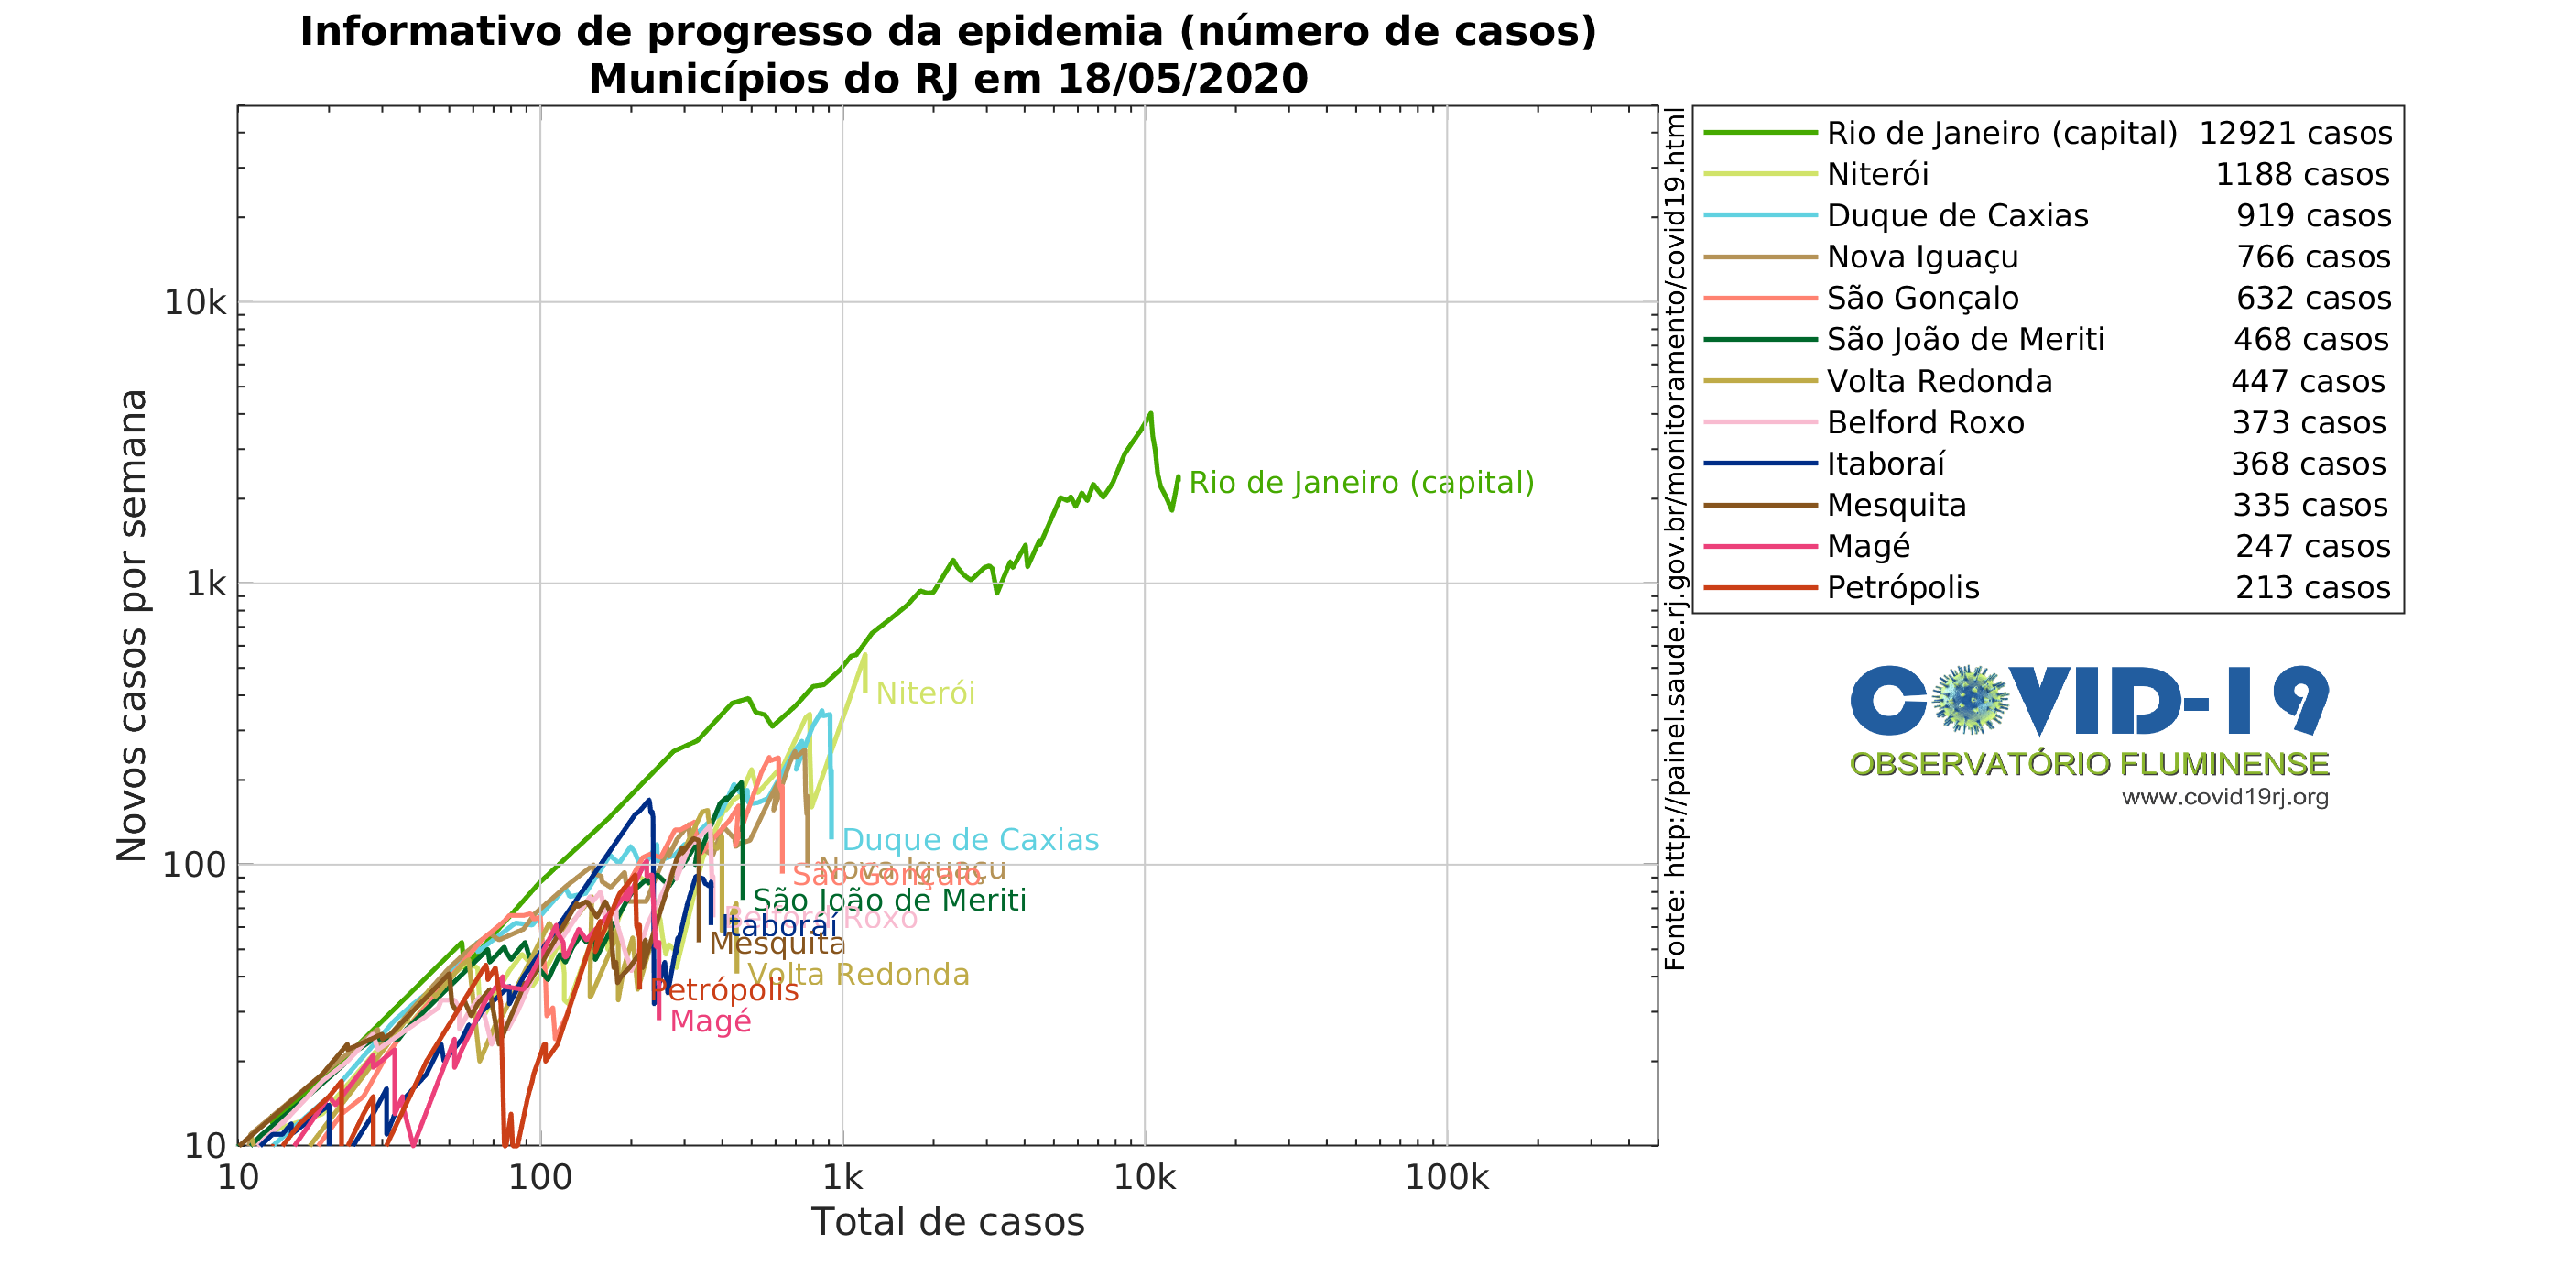 Informativo de progresso da epidemia (número de casos)
Municípios do RJ em 18/05/2020
Novos casos por semana
10k
1k
100
10
10 100 1k 10k 100k
Total de casos
Rio de Janeiro (capital)
Niterói
Duque de Caxias
Nova Iguaçu
São Gonçalo
São João de Meriti
Belford Roxo
Itaboraí
Mesquita
Volta Redonda
Petrópolis
Magé
Fonte: http://painel.saude.rj.gov.br/monitoramento/covid19.html
Rio de Janeiro (capital) 12921 casos
Niterói 1188 casos
Duque de Caxias 919 casos
Nova Iguaçu 766 casos
São Gonçalo 632 casos
São João de Meriti 468 casos
Volta Redonda 447 casos
Belford Roxo 373 casos
Itaboraí 368 casos
Mesquita 335 casos
Magé 247 casos
Petrópolis 213 casos
COVID-19
OBSERVATÓRIO FLUMINENSE
www.covid19rj.org